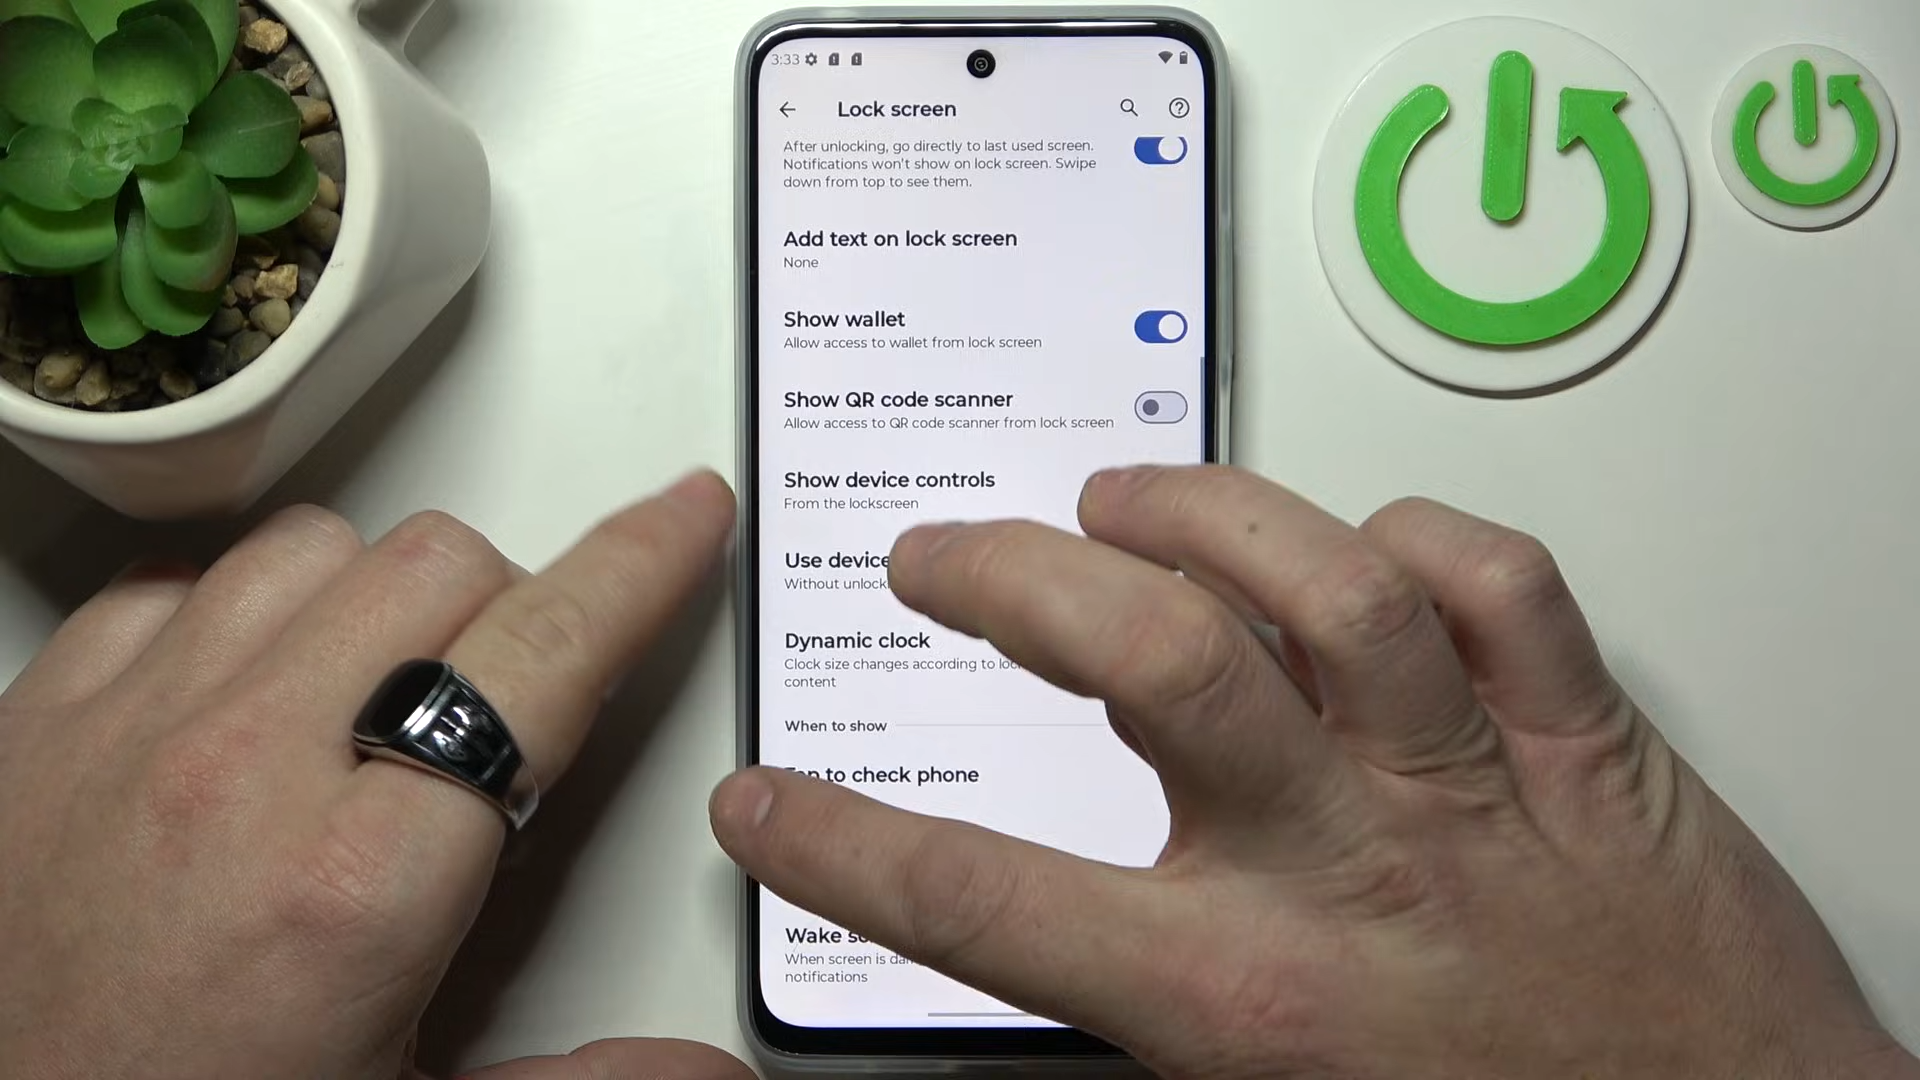 3:33
Lock screen
After unlocking, go directly to last used screen.
Notifications won't show on lock screen. Swipe
down from top to see them.
Add text on lock screen
None
Show wallet
Allow access to wallet from lock screen
Show QR code scanner
Allow access to QR code scanner from lock screen
Show device controls
From the lockscreen
Use device
Without unlock
Dynamic clock
Clock size changes according to
content
When to show
to check phone
Wake
When screen is
notifications